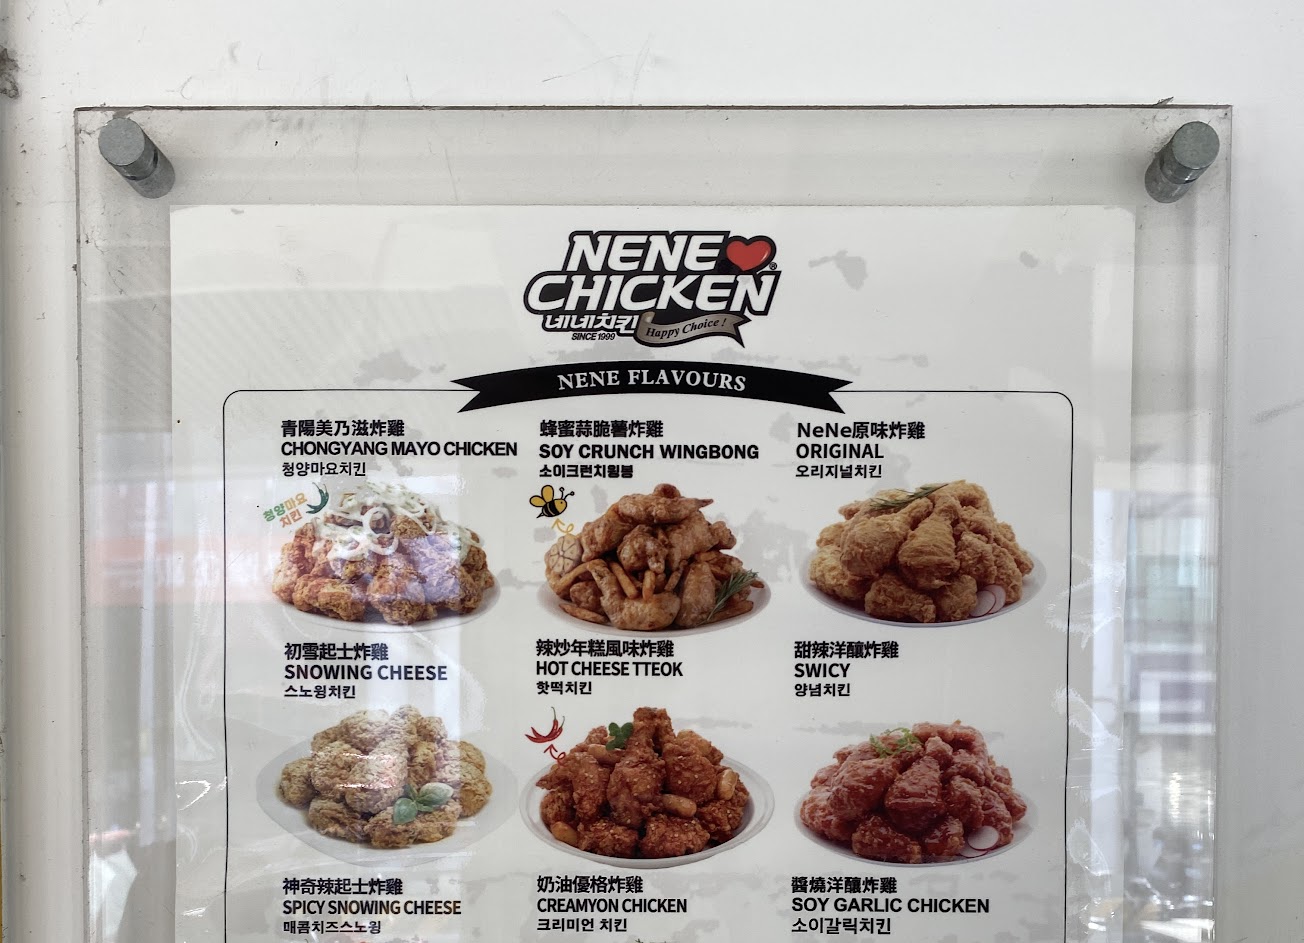 NENE
CHICKEN
네네치킨
Happy Choice !
SINCE 1999
NENE FLAVOURS
青陽美乃滋炸雞
CHONGYANG MAYO CHICKEN
청양마요치킨
청양마요
치킨
蜂蜜蒜脆薯炸雞
SOY CRUNCH WINGBONG
소이크런치윙봉
NeNe原味炸雞
ORIGINAL
오리지널치킨
初雪起士炸雞
SNOWING CHEESE
스노윙치킨
辣炒年糕風味炸雞
HOT CHEESE TTEOK
핫떡치킨
甜辣洋釀炸雞
SWICY
양념치킨
神奇辣起士炸雞
SPICY SNOWING CHEESE
매콤치즈스노윙
奶油優格炸雞
CREAMYON CHICKEN
크리미언 치킨
醬燒洋釀炸雞
SOY GARLIC CHICKEN
소이갈릭치킨